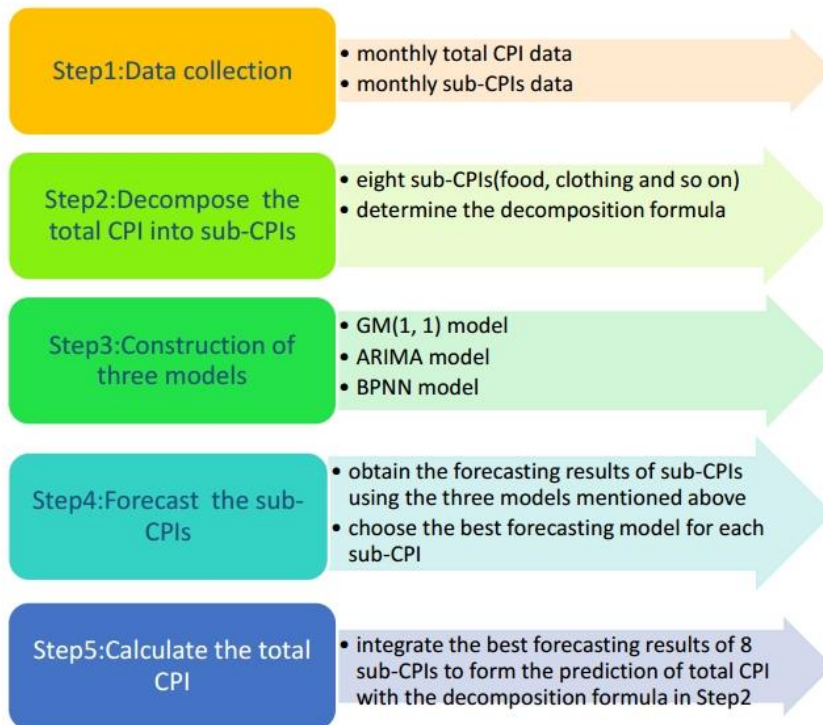 Step1:Data collection
• monthly total CPI data
• monthly sub-CPIs data
Step2:Decompose the
total CPI into sub-CPIs
• eight sub-CPIs(food, clothing and so on)
• determine the decomposition formula
Step3:Construction of
three models
• GM(1, 1) model
• ARIMA model
• BPNN model
Step4:Forecast the sub-
CPIs
• obtain the forecasting results of sub-CPIs
using the three models mentioned above
• choose the best forecasting model for each
sub-CPI
Step5:Calculate the total
CPI
• integrate the best forecasting results of 8
sub-CPIs to form the prediction of total CPI
with the decomposition formula in Step2